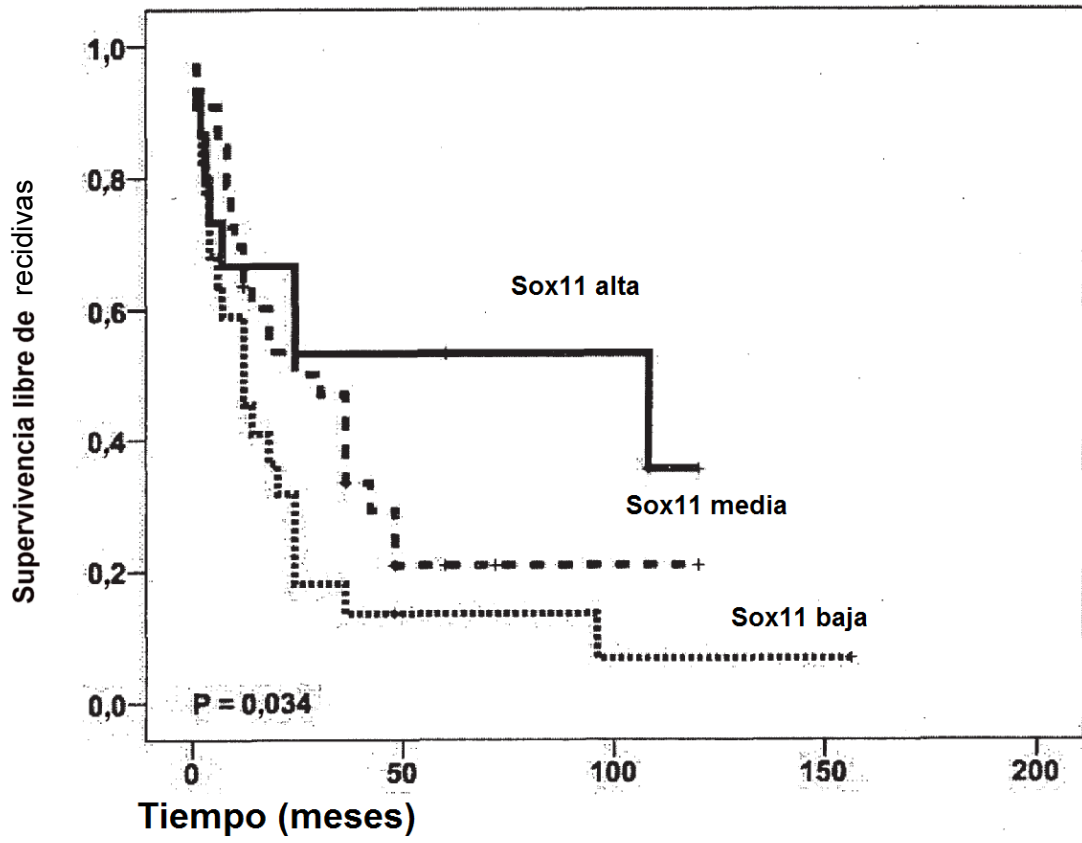 Supervivencia libre de recidivas
1,0
0,8
0,6
0,4
0,2
0,0
Sox11 alta
Sox11 media
Sox11 baja
P = 0,034
0 50 100 150 200
Tiempo (meses)